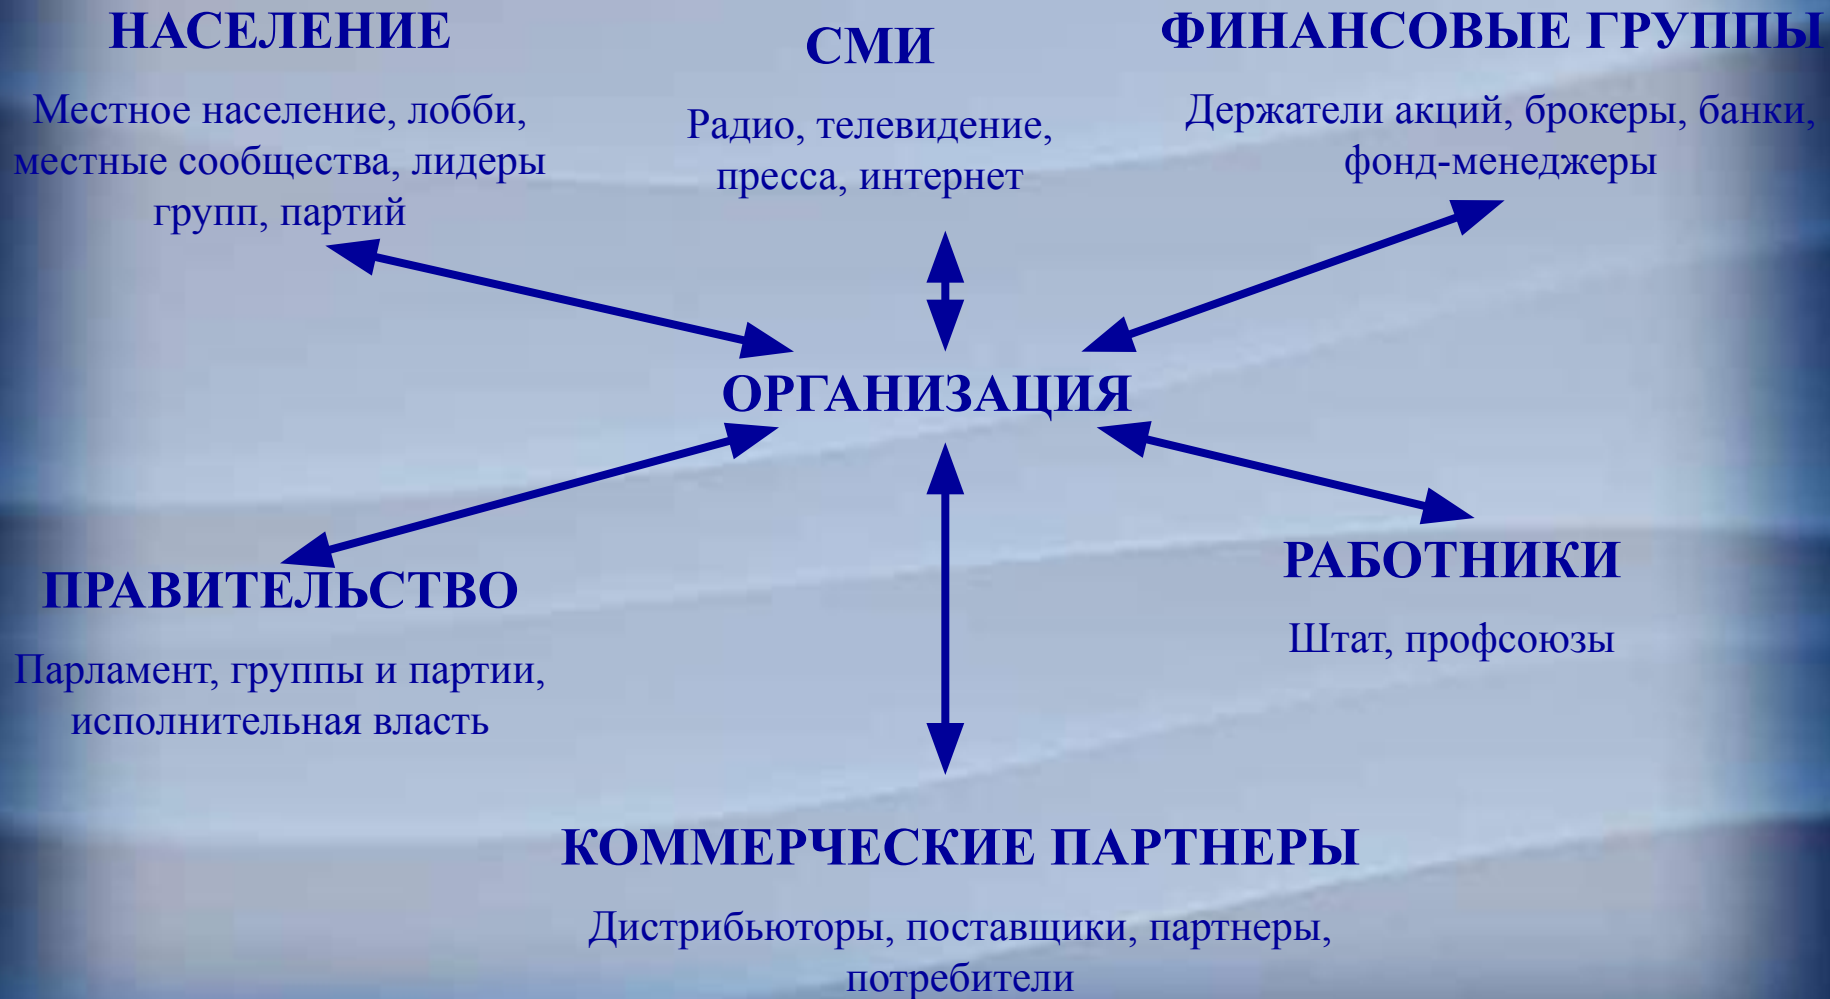 НАСЕЛЕНИЕ
Местное население, лобби,
местные сообщества, лидеры
групп, партий
СМИ
Радио, телевидение,
пресса, интернет
ФИНАНСОВЫЕ ГРУППЫ
Держатели акций, брокеры, банки,
фонд-менеджеры
ОРГАНИЗАЦИЯ
ПРАВИТЕЛЬСТВО
Парламент, группы и партии,
исполнительная власть
РАБОТНИКИ
Штат, профсоюзы
КОММЕРЧЕСКИЕ ПАРТНЕРЫ
Дистрибьюторы, поставщики, партнеры,
потребители